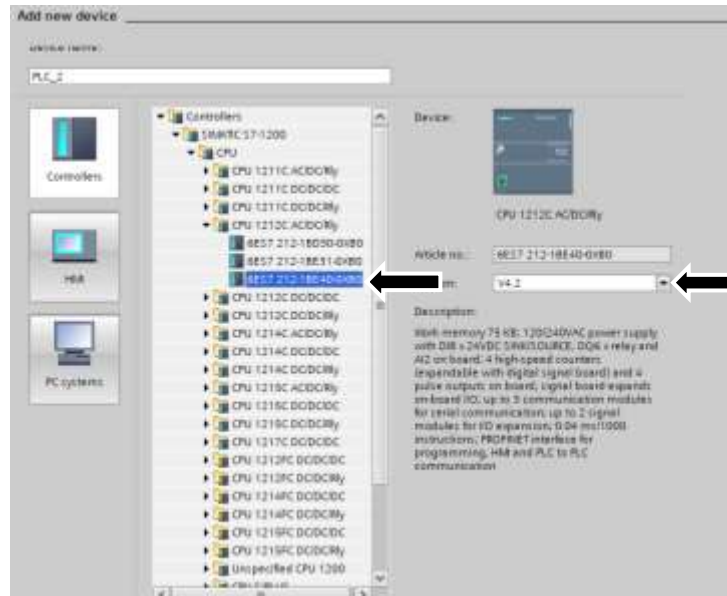 Add new device
PLC_2
Controllers
HMI
PC systems
Controllers
SIMATIC S7-1200
CPU
CPU 1211C AC/DC/Rly
CPU 1211C DC/DC/DC
CPU 1211C DC/DC/Rly
CPU 1212C AC/DC/Rly
6ES7 212-1BD30-0XB0
6ES7 212-1BE31-0XB0
6ES7 212-1BE40-0XB0
CPU 1212C DC/DC/DC
CPU 1212C DC/DC/Rly
CPU 1214C AC/DC/Rly
CPU 1214C DC/DC/DC
CPU 1214C DC/DC/Rly
CPU 1215C AC/DC/Rly
CPU 1215C DC/DC/DC
CPU 1215C DC/DC/Rly
CPU 1217C DC/DC/DC
CPU 1212FC DC/DC/DC
CPU 1212FC DC/DC/Rly
CPU 1214FC DC/DC/DC
CPU 1214FC DC/DC/Rly
CPU 1215FC DC/DC/DC
CPU 1215FC DC/DC/Rly
Unspecified CPU 1200
Device:
CPU 1212C AC/DC/Rly
Article no.:
6ES7 212-1BE40-0XB0
V4.2
Description:
Work memory 75 KB; 120/240VAC power supply
with DI8 x 24VDC SINK/SOURCE, DQ6 x relay and
AI2 on board; 4 high-speed counters
(expendable with digital signal board) and 4
pulse outputs on board; signal board expands
on-board I/O; up to 3 communication modules
for serial communication; up to 2 signal
modules for I/O expansion; 0.04 ms/1000
instructions; PROFINET interface for
programming, HMI and PLC to PLC
communication